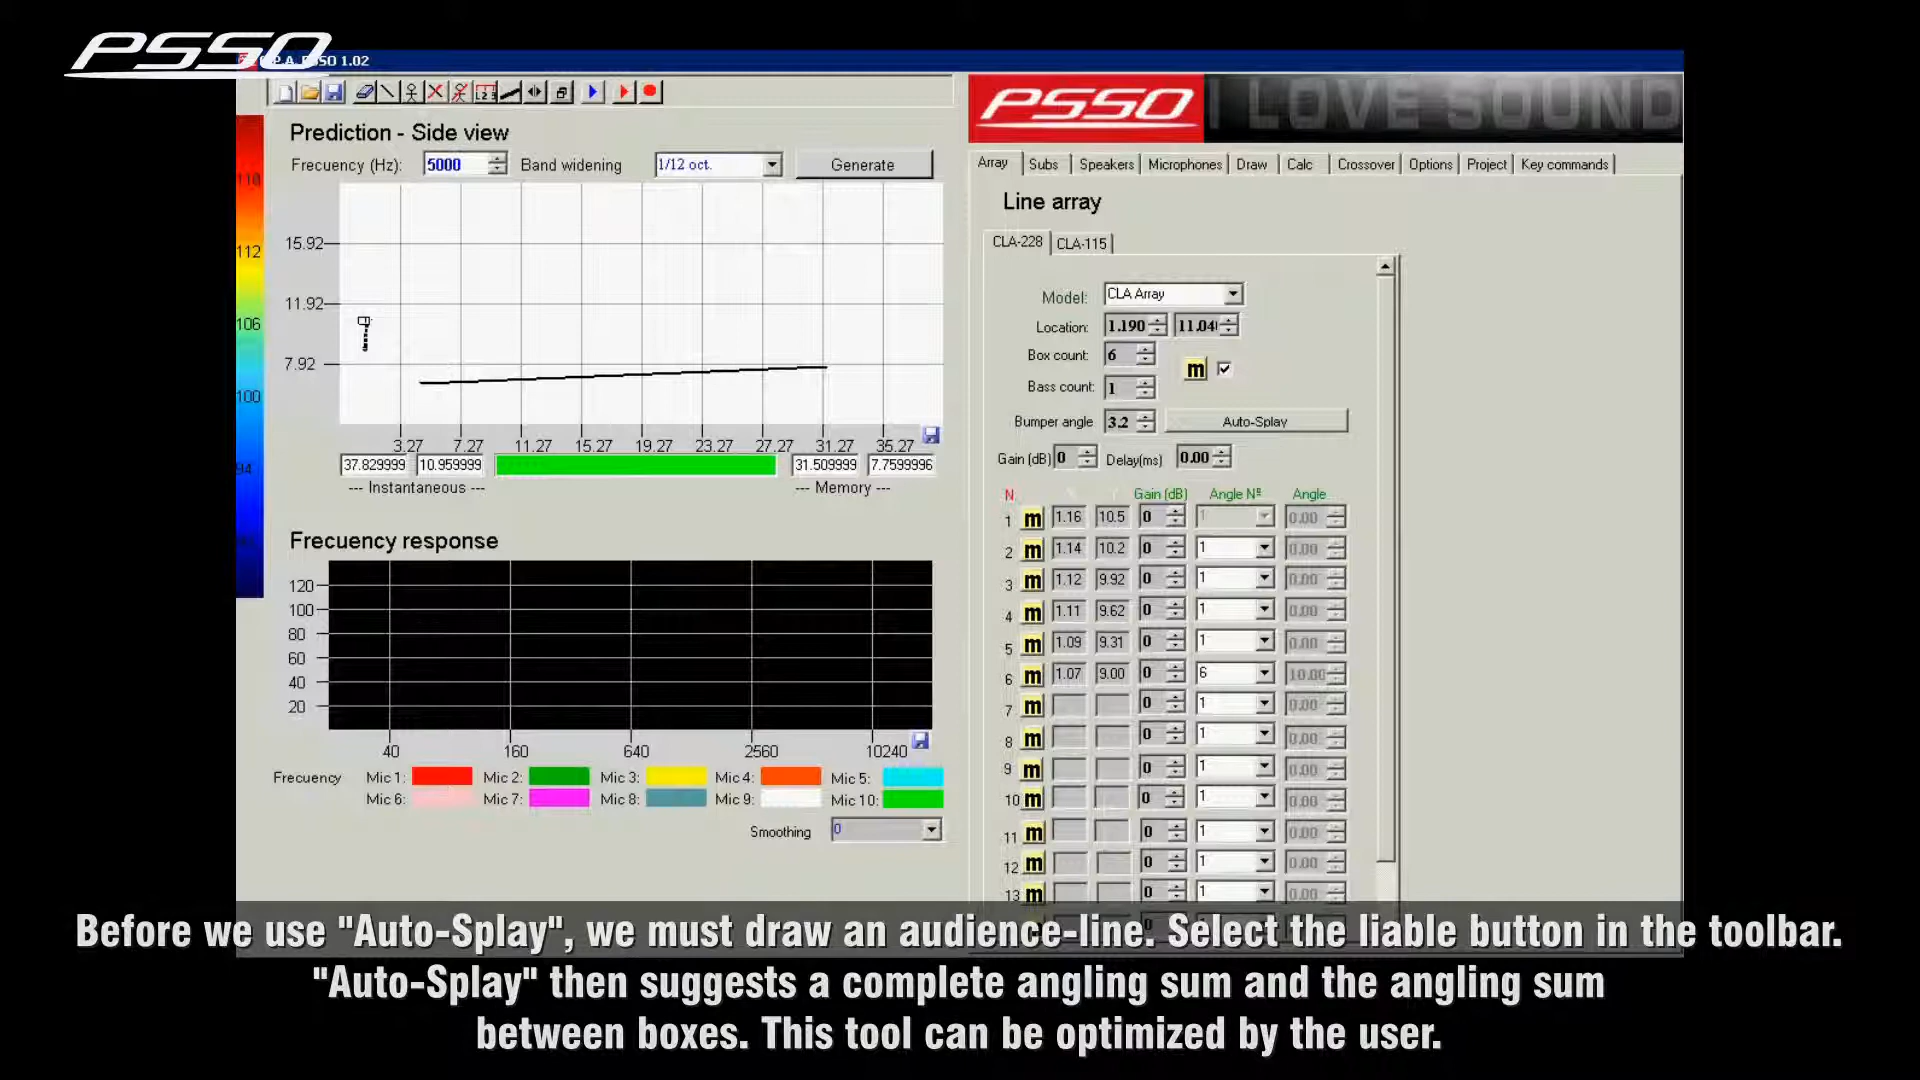 PSSO
P.A. PSSO 1.02
Prediction - Side view
Frecuency (Hz): 5000 Band widening 1/12 oct. Generate
118
112
106
100
94
15.92
11.92
7.92
3.27 7.27 11.27 15.27 19.27 23.27 27.27 31.27 35.27
37.829999 10.959999 31.509999 7.7599996
--- Instantaneous --- --- Memory ---
Frecuency response
120
100
80
60
40
20
40 160 640 2560 10240
Frecuency Mic 1: Mic 2: Mic 3: Mic 4: Mic 5:
Mic 6: Mic 7: Mic 8: Mic 9: Mic 10:
Smoothing 0
PSSO I LOVE SOUND
Array Subs Speakers Microphones Draw Calc Crossover Options Project Key commands
Line array
CLA-228 CLA-115
Model: CLA Array
Location: 1.190 11.04
Box count: 6 m
Bass count: 1
Bumper angle 3.2 Auto-Splay
Gain (dB) 0 Delay(ms) 0.00
N. Gain (dB) Angle Nº Angle
1 m 1.16 10.5 0 1 0.00
2 m 1.14 10.2 0 1 0.00
3 m 1.12 9.92 0 1 0.00
4 m 1.11 9.62 0 1 0.00
5 m 1.09 9.31 0 1 0.00
6 m 1.07 9.00 0 6 10.00
7 m 0 1 0.00
8 m 0 1 0.00
9 m 0 1 0.00
10 m 0 1 0.00
11 m 0 1 0.00
12 m 0 1 0.00
13 m 0 1 0.00
Before we use "Auto-Splay", we must draw an audience-line. Select the liable button in the toolbar.
"Auto-Splay" then suggests a complete angling sum and the angling sum
between boxes. This tool can be optimized by the user.